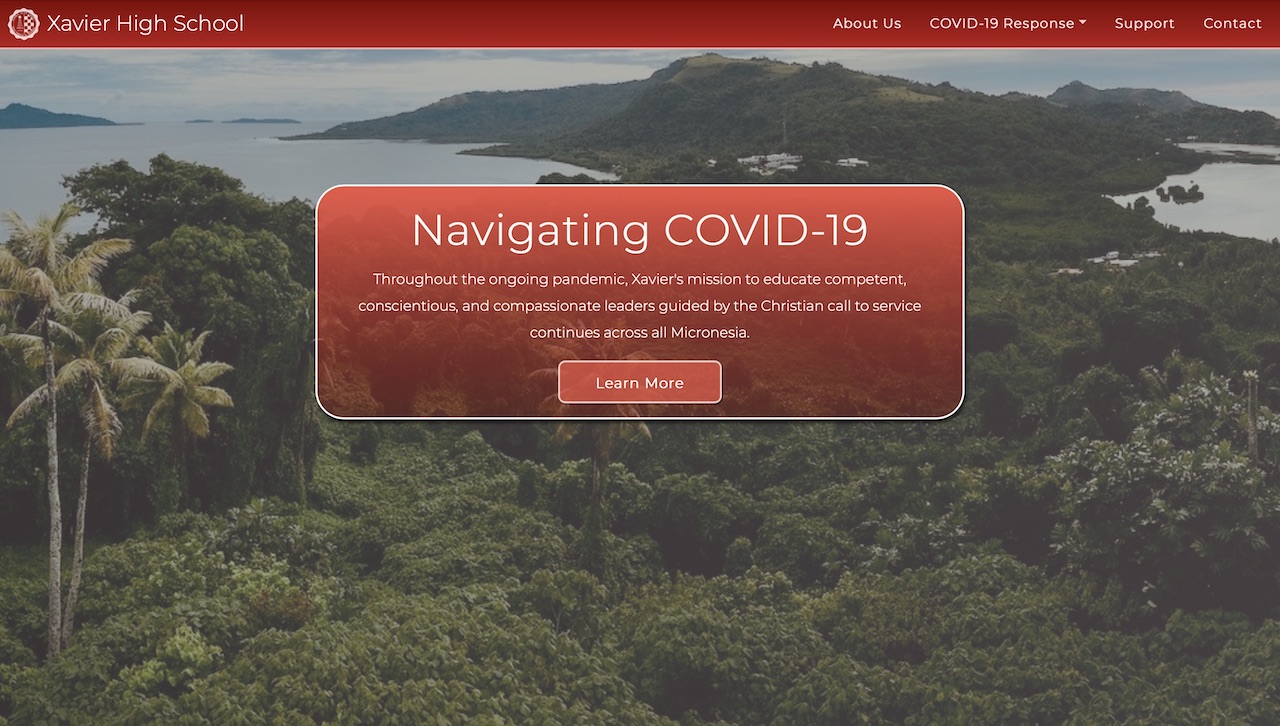 Xavier High School
About Us
COVID-19 Response
Support
Contact
Navigating COVID-19
Throughout the ongoing pandemic, Xavier's mission to educate competent,
conscientious, and compassionate leaders guided by the Christian call to service
continues across all Micronesia.
Learn More